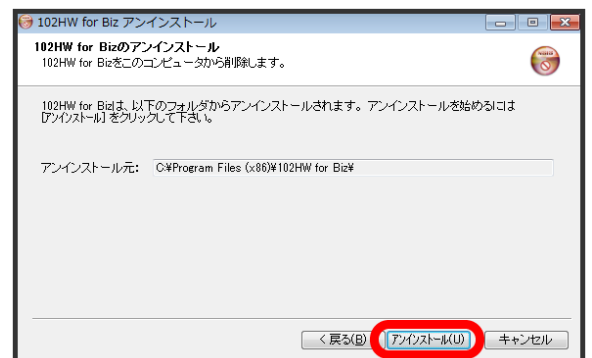 102HW for Biz アンインストール
102HW for Bizのアンインストール
102HW for Bizをこのコンピュータから削除します。
102HW for Bizは、以下のフォルダからアンインストールされます。アンインストールを始めるには
[アンインストール] をクリックして下さい。
アンインストール元: C:¥Program Files (x86)¥102HW for Biz¥
< 戻る(B) アンインストール(U) キャンセル